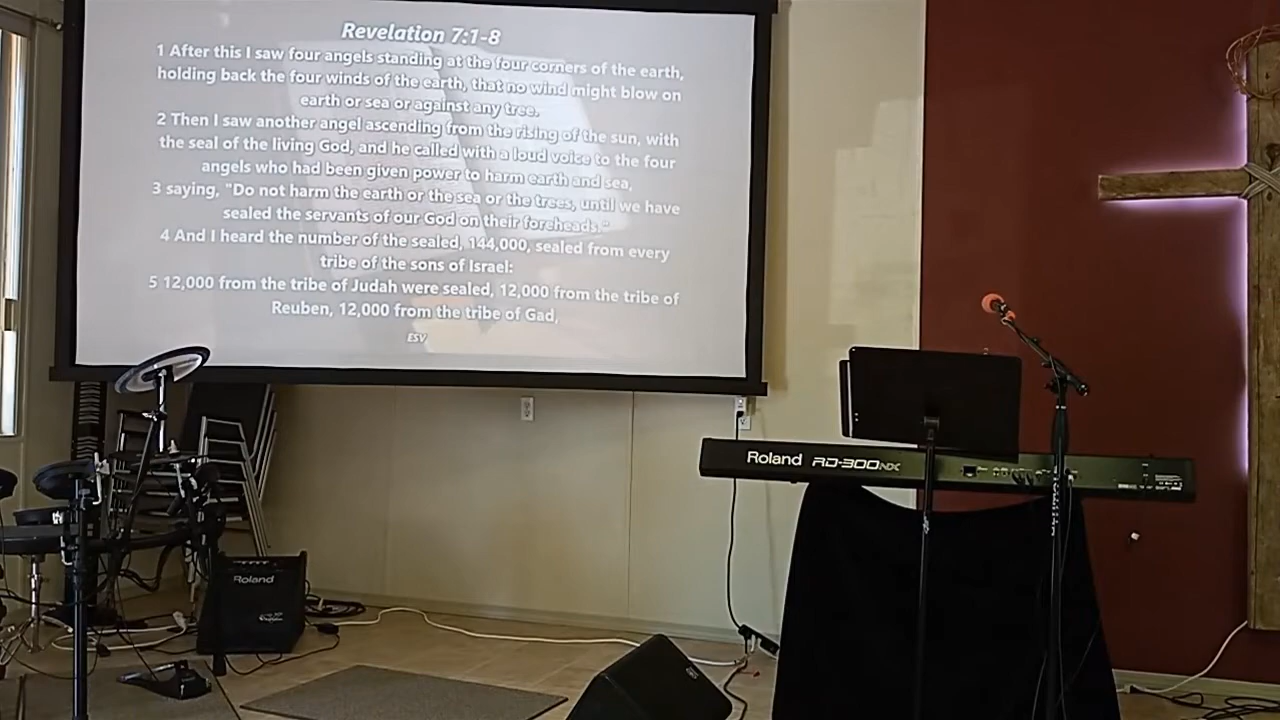 Revelation 7:1-8
1 After this I saw four angels standing at the four corners of the earth,
holding back the four winds of the earth, that no wind might blow on
earth or sea or against any tree.
2 Then I saw another angel ascending from the rising of the sun, with
the seal of the living God, and he called with a loud voice to the four
angels who had been given power to harm earth and sea,
3 saying, "Do not harm the earth or the sea or the trees, until we have
sealed the servants of our God on their foreheads."
4 And I heard the number of the sealed, 144,000, sealed from every
tribe of the sons of Israel:
5 12,000 from the tribe of Judah were sealed, 12,000 from the tribe of
Reuben, 12,000 from the tribe of Gad,
ESV
Roland RD-300NX
Roland